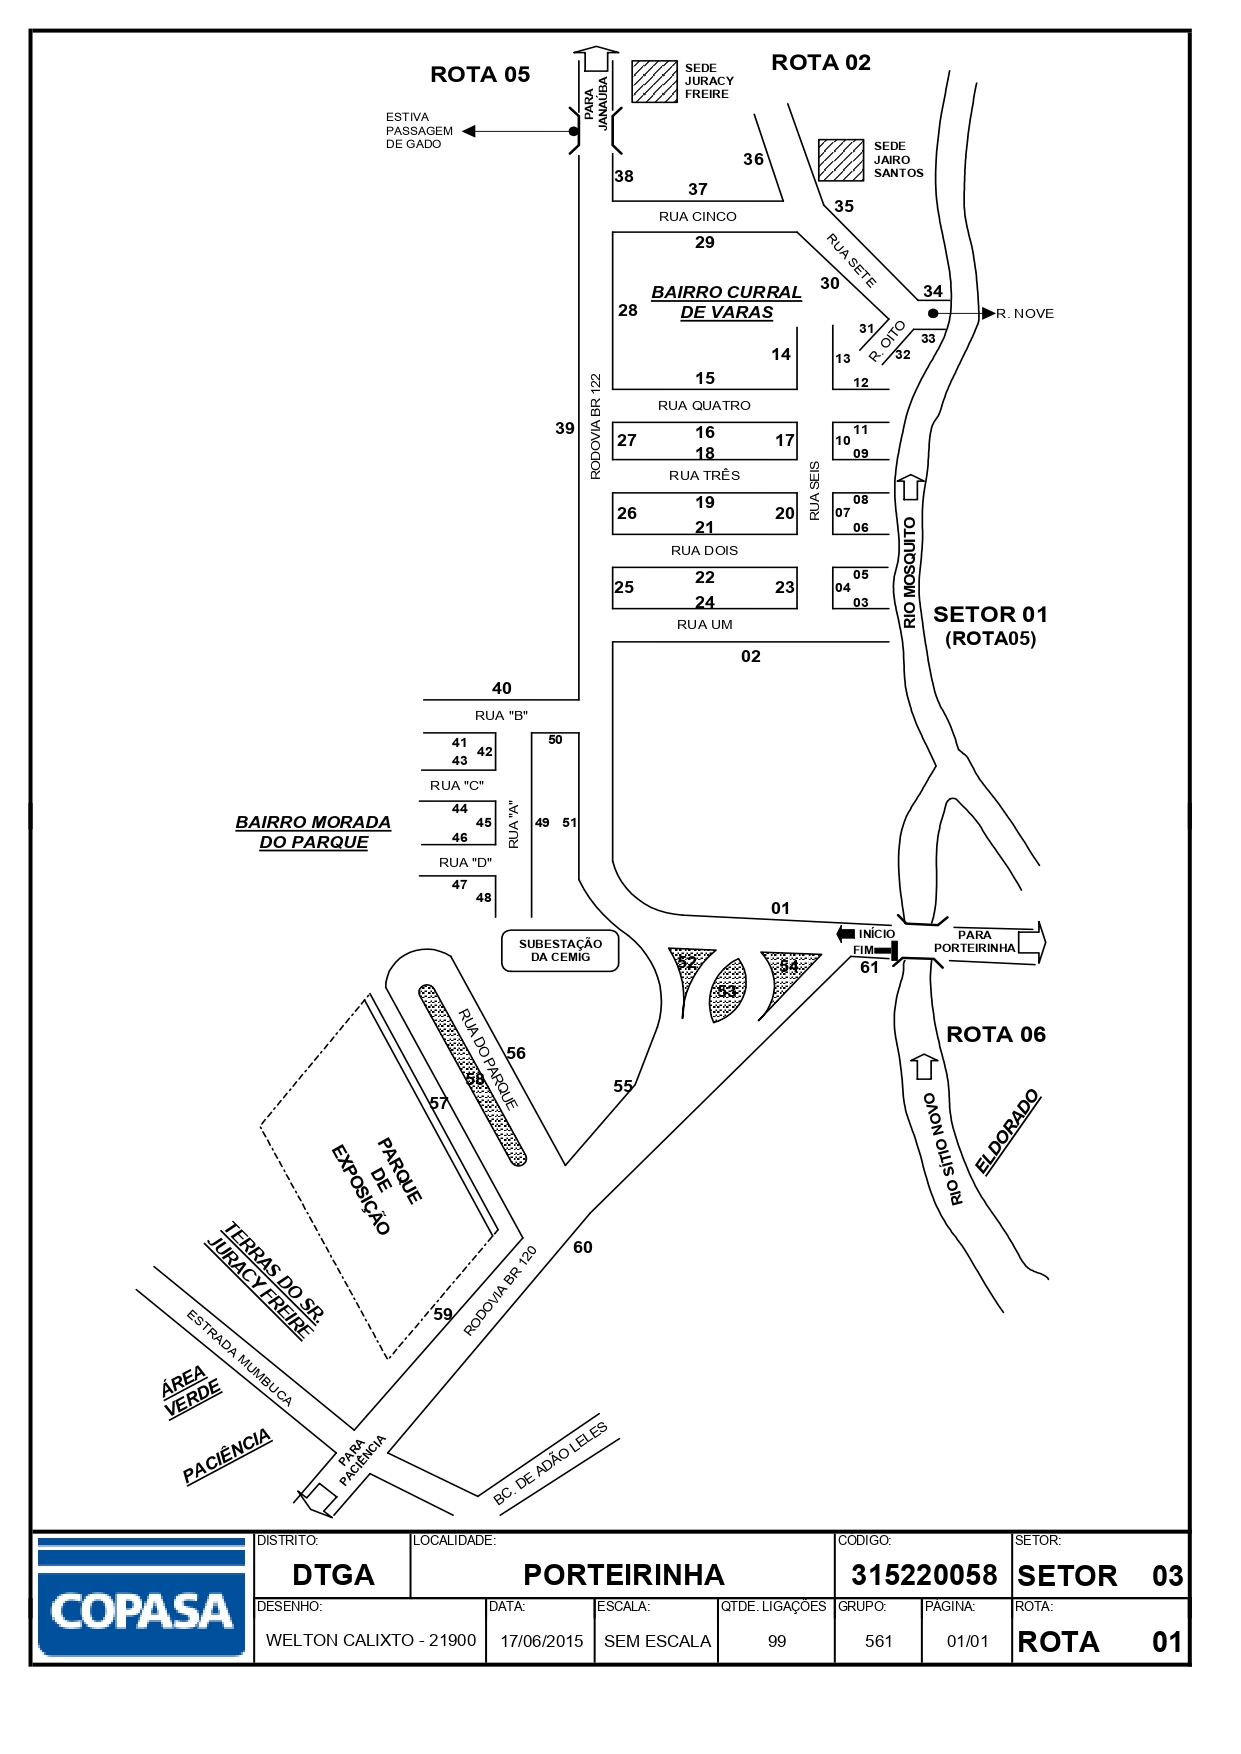 ROTA 05
ROTA 02
SEDE
JURACY
FREIRE
PARA
JANAÚBA
ESTIVA
PASSAGEM
DE GADO
SEDE
JAIRO
SANTOS
36
38
37
35
RUA CINCO
29
RUA SETE
30
34
BAIRRO CURRAL
DE VARAS
28
R. NOVE
31
R. OITO
33
32
14
13
15
12
RUA QUATRO
RODOVIA BR 122
39
27
16
17
10
11
18
09
RUA TRÊS
RUA SEIS
26
19
20
07
08
21
06
RUA DOIS
25
22
23
04
05
24
03
RUA UM
02
RIO MOSQUITO
SETOR 01
(ROTA05)
40
RUA "B"
41
42
43
50
RUA "C"
44
45
46
RUA "A"
49
51
BAIRRO MORADA
DO PARQUE
RUA "D"
47
48
01
INÍCIO
FIM
61
PARA
PORTEIRINHA
SUBESTAÇÃO
DA CEMIG
52
53
54
ROTA 06
RUA DO PARQUE
56
58
57
55
ELDORADO
RIO SÍTIO NOVO
PARQUE
DE
EXPOSIÇÃO
60
59
RODOVIA BR 120
TERRAS DO SR.
JURACY FREIRE
ESTRADA MUMBUCA
ÁREA
VERDE
PACIÊNCIA
PARA
PACIÊNCIA
BC. DE ADÃO LELES
COPASA
DISTRITO:
DTGA
LOCALIDADE:
PORTEIRINHA
CODIGO:
315220058
SETOR:
SETOR 03
DESENHO:
WELTON CALIXTO - 21900
DATA:
17/06/2015
ESCALA:
SEM ESCALA
QTDE. LIGAÇÕES
99
GRUPO:
561
PAGINA:
01/01
ROTA:
ROTA 01